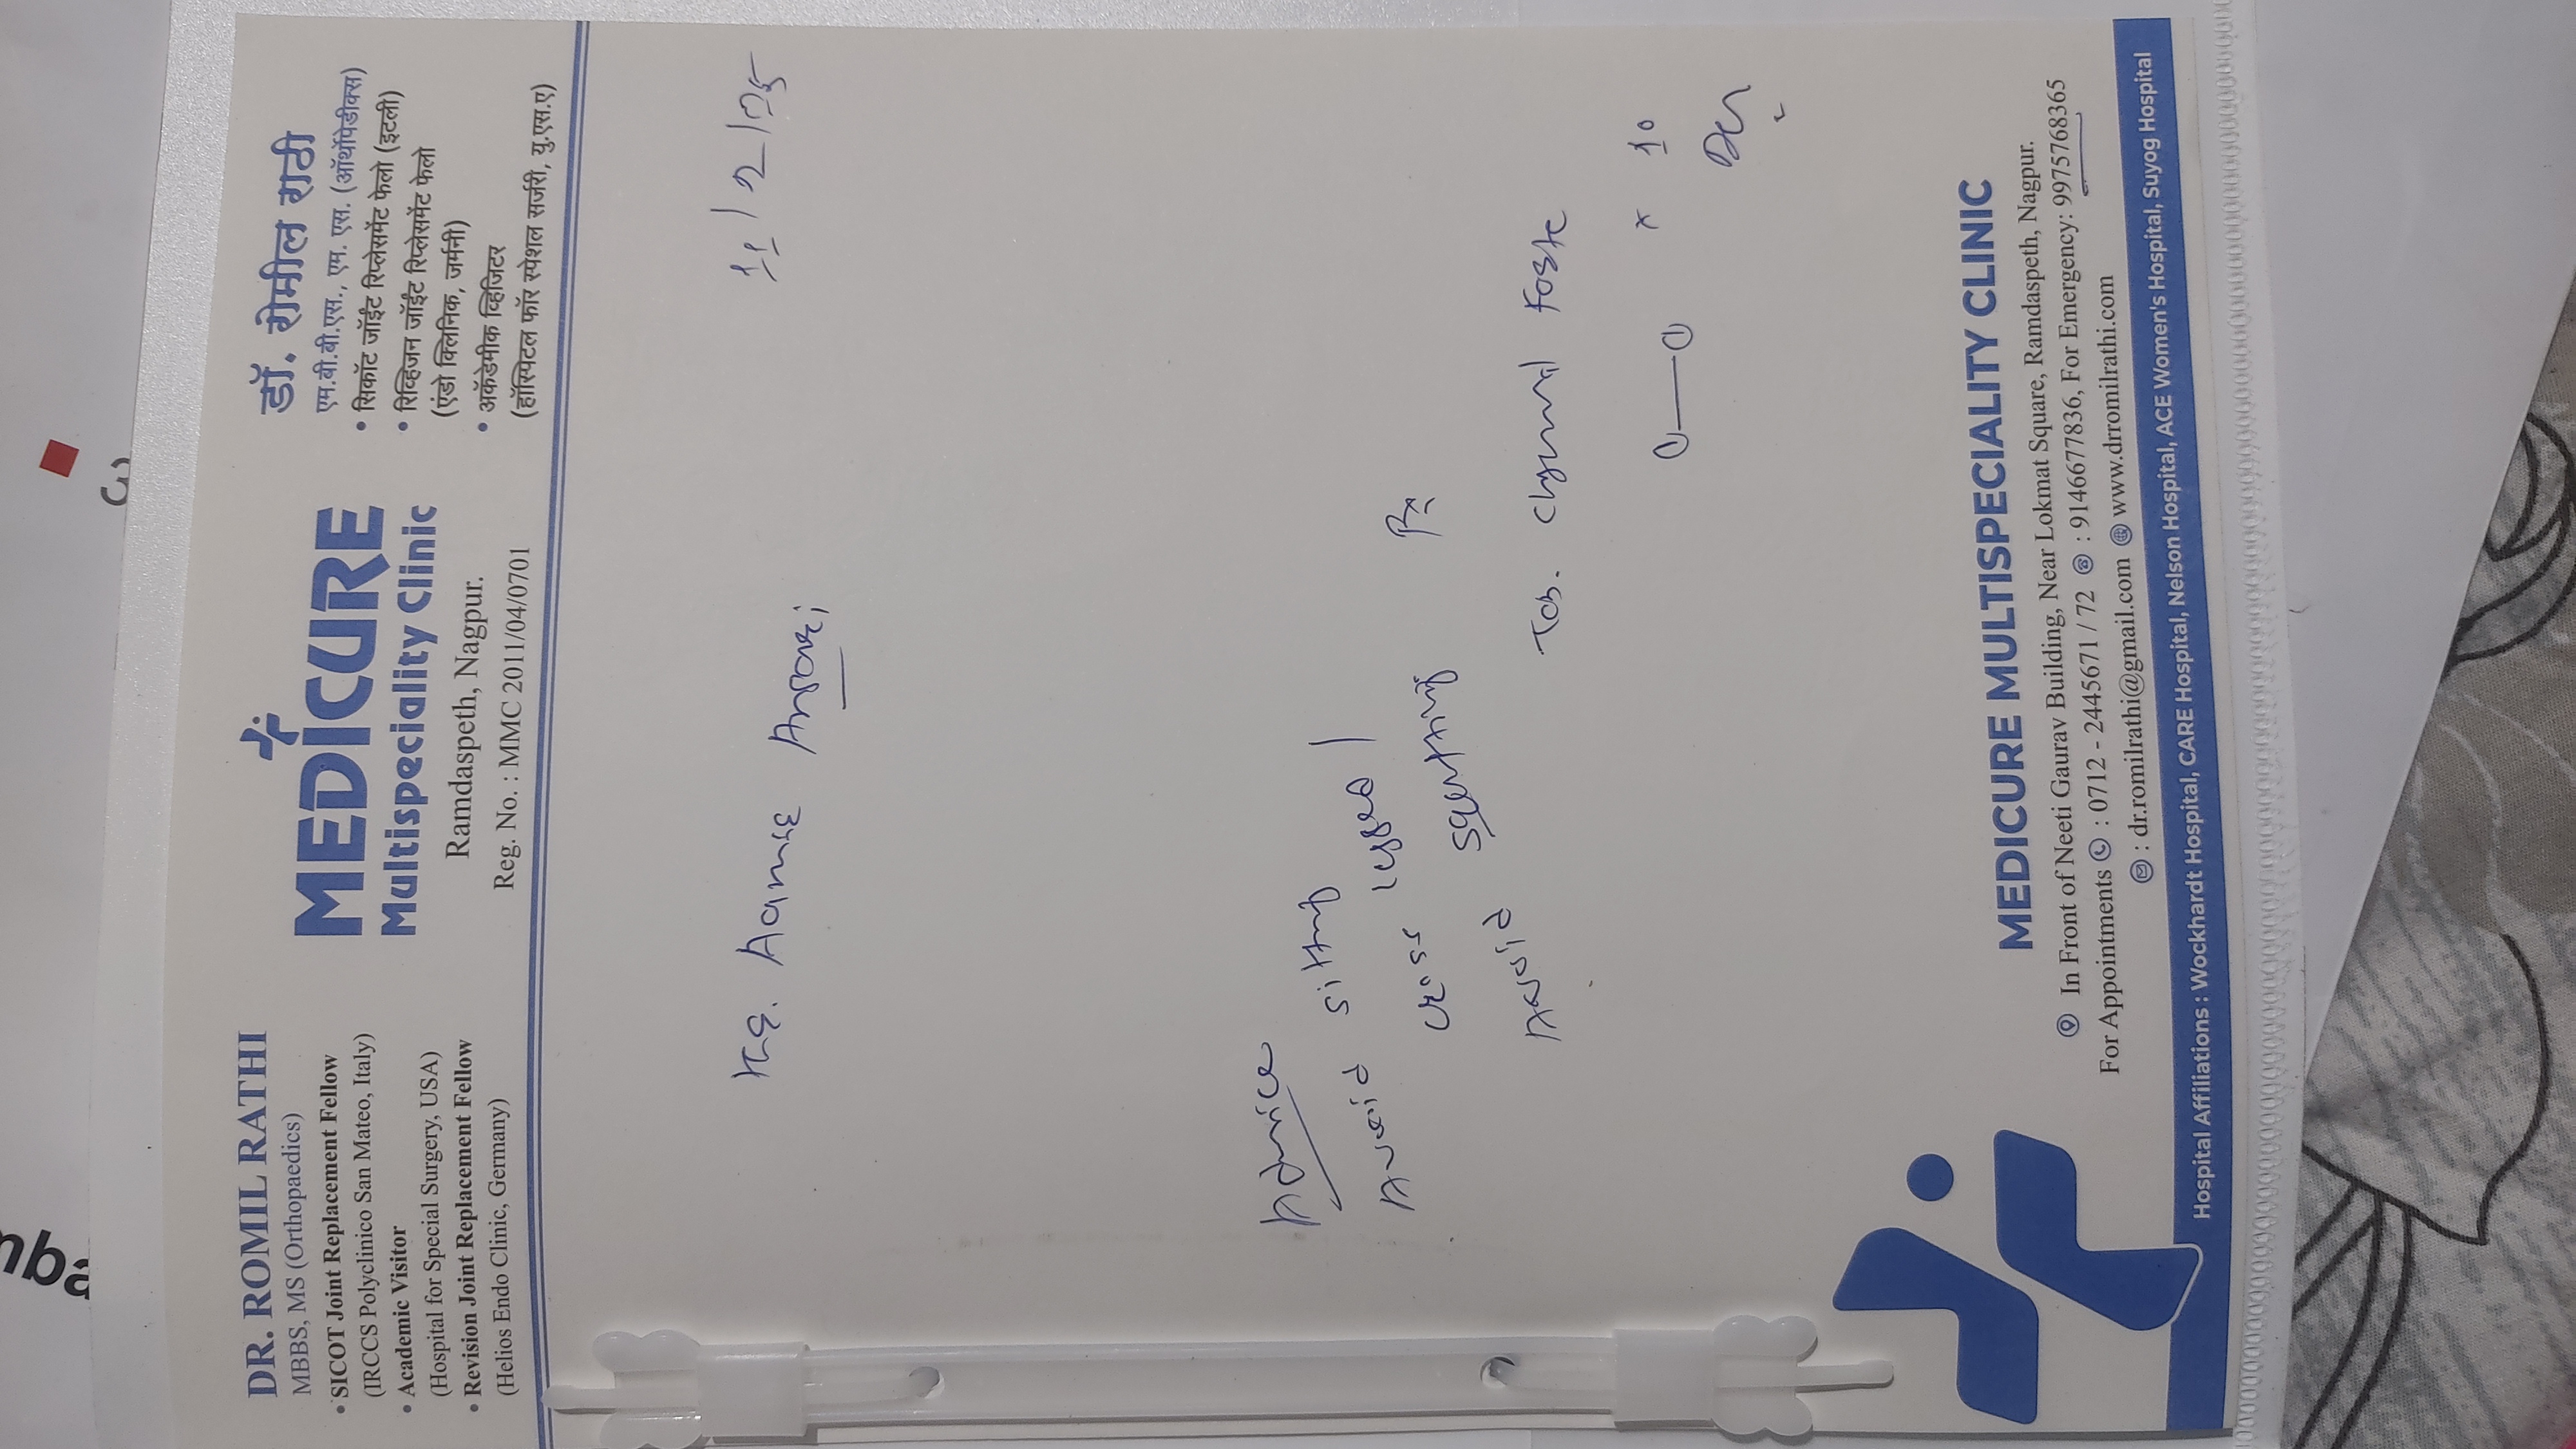 DR. ROMIL RATHI
MBBS, MS (Orthopaedics)
• SICOT Joint Replacement Fellow
(IRCCS Polyclinico San Mateo, Italy)
• Academic Visitor
(Hospital for Special Surgery, USA)
• Revision Joint Replacement Fellow
(Helios Endo Clinic, Germany)
MEDICURE
Multispeciality Clinic
Ramdaspeth, Nagpur.
Reg. No. : MMC 2011/04/0701
डॉ. रोमील राठी
एम.बी.बी.एस., एम. एस. (ऑर्थोपेडीक्स)
• सिकॉट जॉईंट रिप्लेसमेंट फेलो (इटली)
• रिव्हिजन जॉईंट रिप्लेसमेंट फेलो
(एंडो क्लिनिक, जर्मनी)
• अकॅडेमीक व्हिजिटर
(हॉस्पिटल फॉर स्पेशल सर्जरी, यु.एस.ए)
Aamir Ansari
11/2/25
Advice
Avoid sitting
cross legged /
Avoid squatting
Rx
Tab. Forte
1—1 x 10
MEDICURE MULTISPECIALITY CLINIC
In Front of Neeti Gaurav Building, Near Lokmat Square, Ramdaspeth, Nagpur.
For Appointments : 0712 - 2445671 / 72 : 9146677836, For Emergency: 9975768365
: dr.romilrathi@gmail.com www.drromilrathi.com
Hospital Affiliations : Wockhardt Hospital, CARE Hospital, Nelson Hospital, ACE Women's Hospital, Suyog Hospital